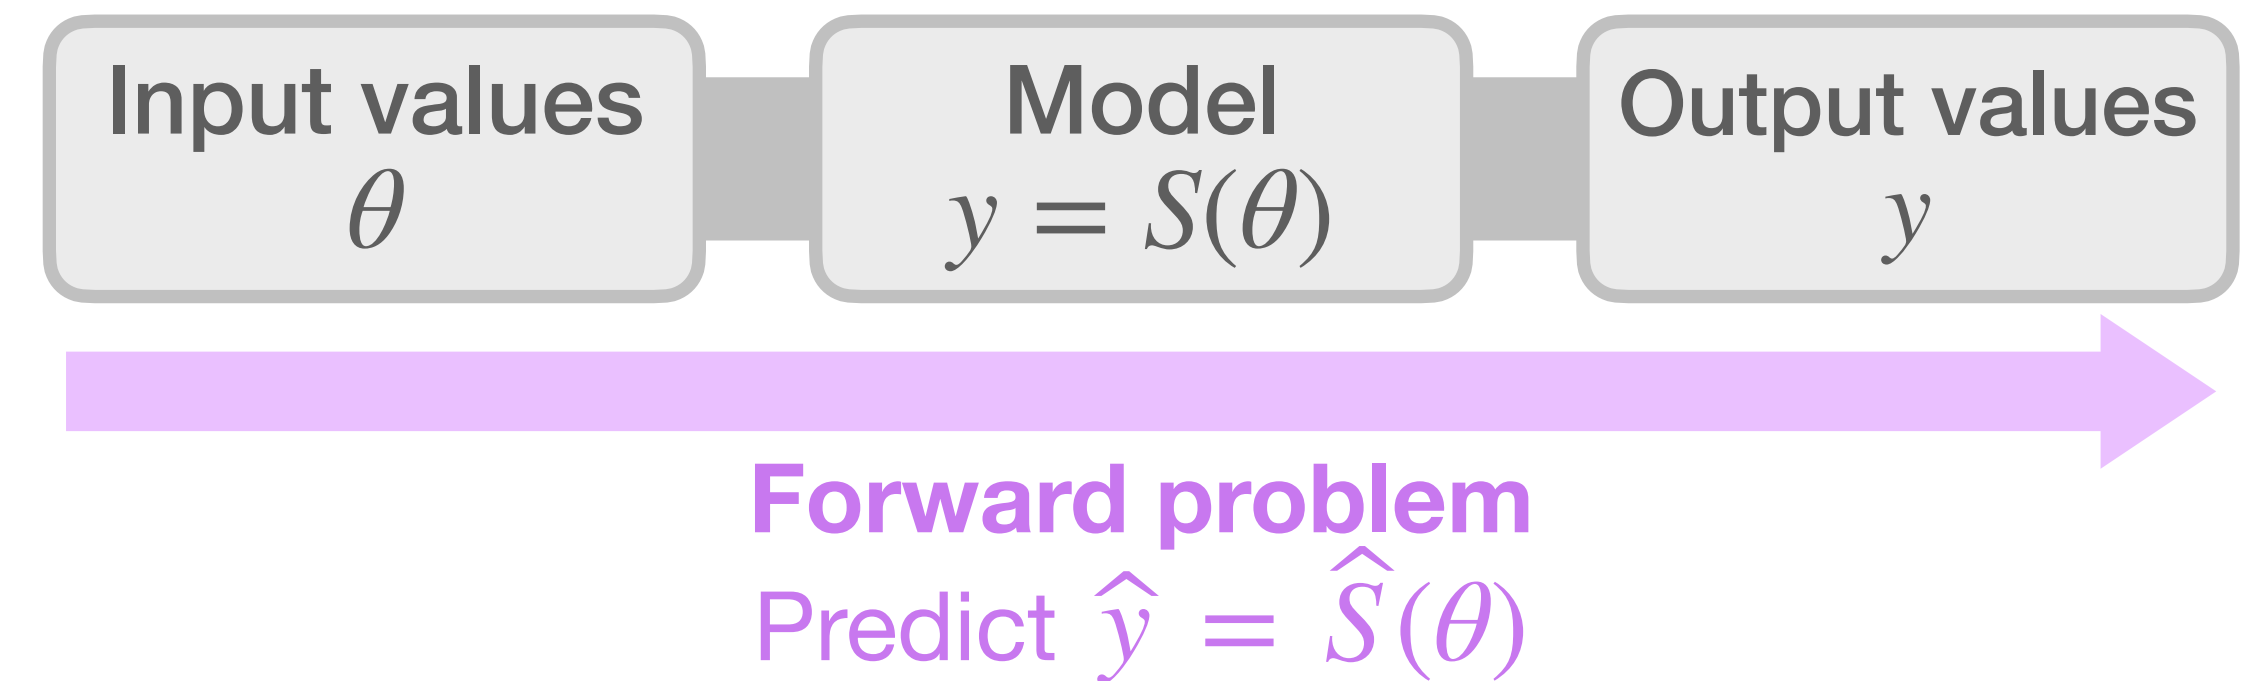 Input values
θ
Model
y = S(θ)
Output values
y
Forward problem
Predict ŷ = Ŝ(θ)